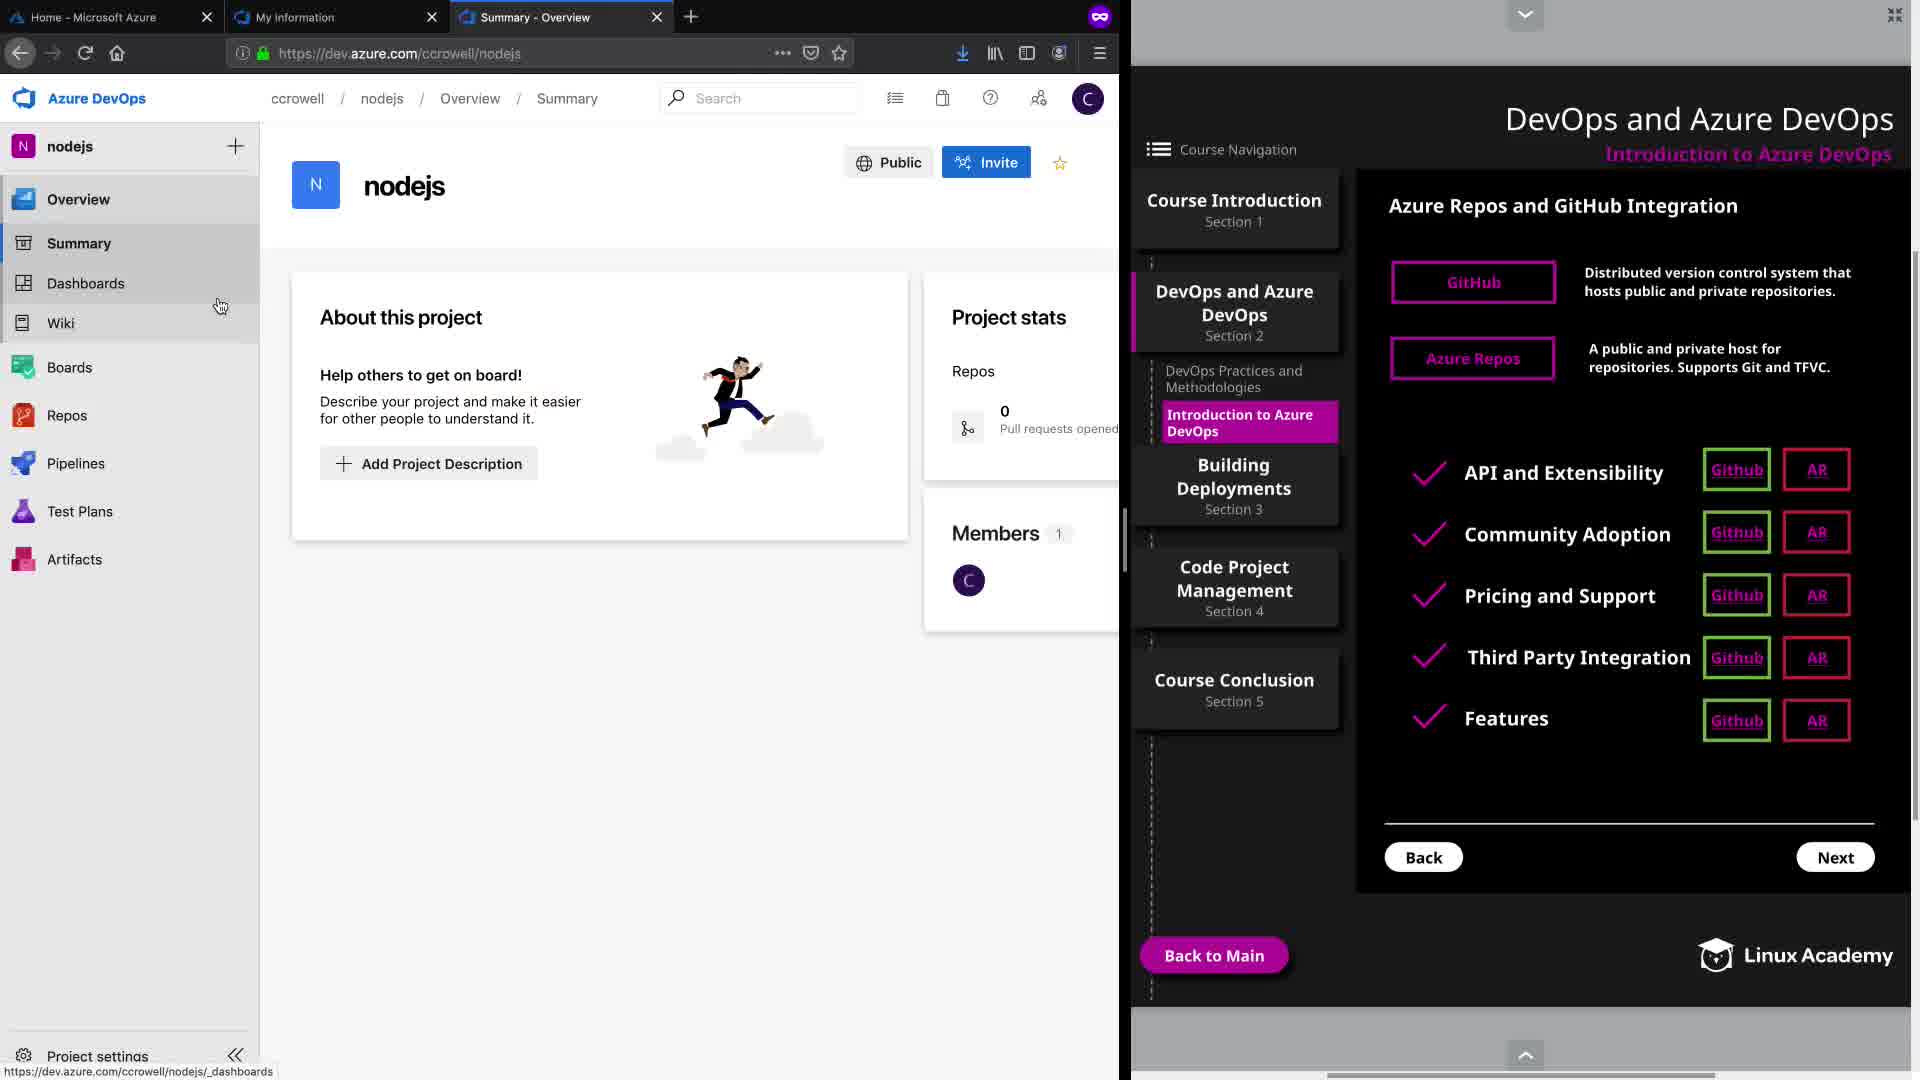 Home - Microsoft Azure
My Information
Summary - Overview
https://dev.azure.com/ccrowell/nodejs
Azure DevOps
ccrowell / nodejs / Overview / Summary
Search
C
N
nodejs
Overview
Summary
Dashboards
Wiki
Boards
Repos
Pipelines
Test Plans
Artifacts
Project settings
https://dev.azure.com/ccrowell/nodejs/_dashboards
N
nodejs
Public
Invite
About this project
Help others to get on board!
Describe your project and make it easier
for other people to understand it.
Add Project Description
Project stats
Repos
0
Pull requests opened
Members 1
C
DevOps and Azure DevOps
Introduction to Azure DevOps
Course Navigation
Course Introduction
Section 1
DevOps and Azure
DevOps
Section 2
DevOps Practices and
Methodologies
Introduction to Azure
DevOps
Building
Deployments
Section 3
Code Project
Management
Section 4
Course Conclusion
Section 5
Back to Main
Azure Repos and GitHub Integration
GitHub
Distributed version control system that
hosts public and private repositories.
Azure Repos
A public and private host for
repositories. Supports Git and TFVC.
API and Extensibility Github AR
Community Adoption Github AR
Pricing and Support Github AR
Third Party Integration Github AR
Features Github AR
Back
Next
Linux Academy